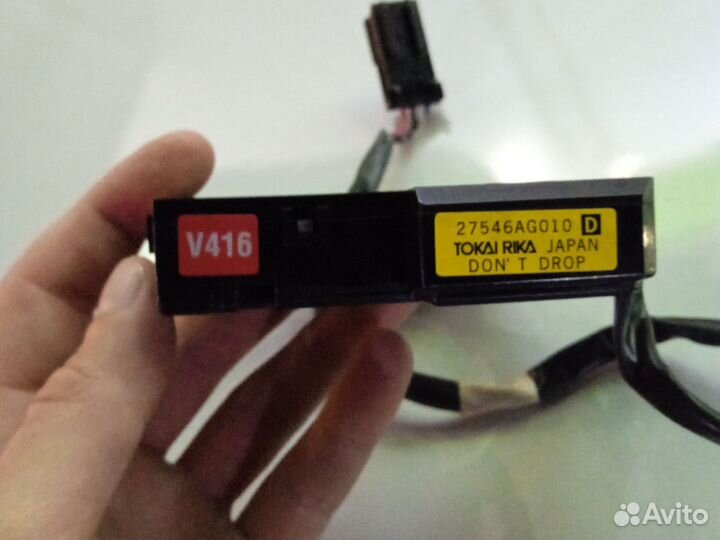 V416
27546AG010 D
TOKAI RIKA JAPAN
DON'T DROP
Avito